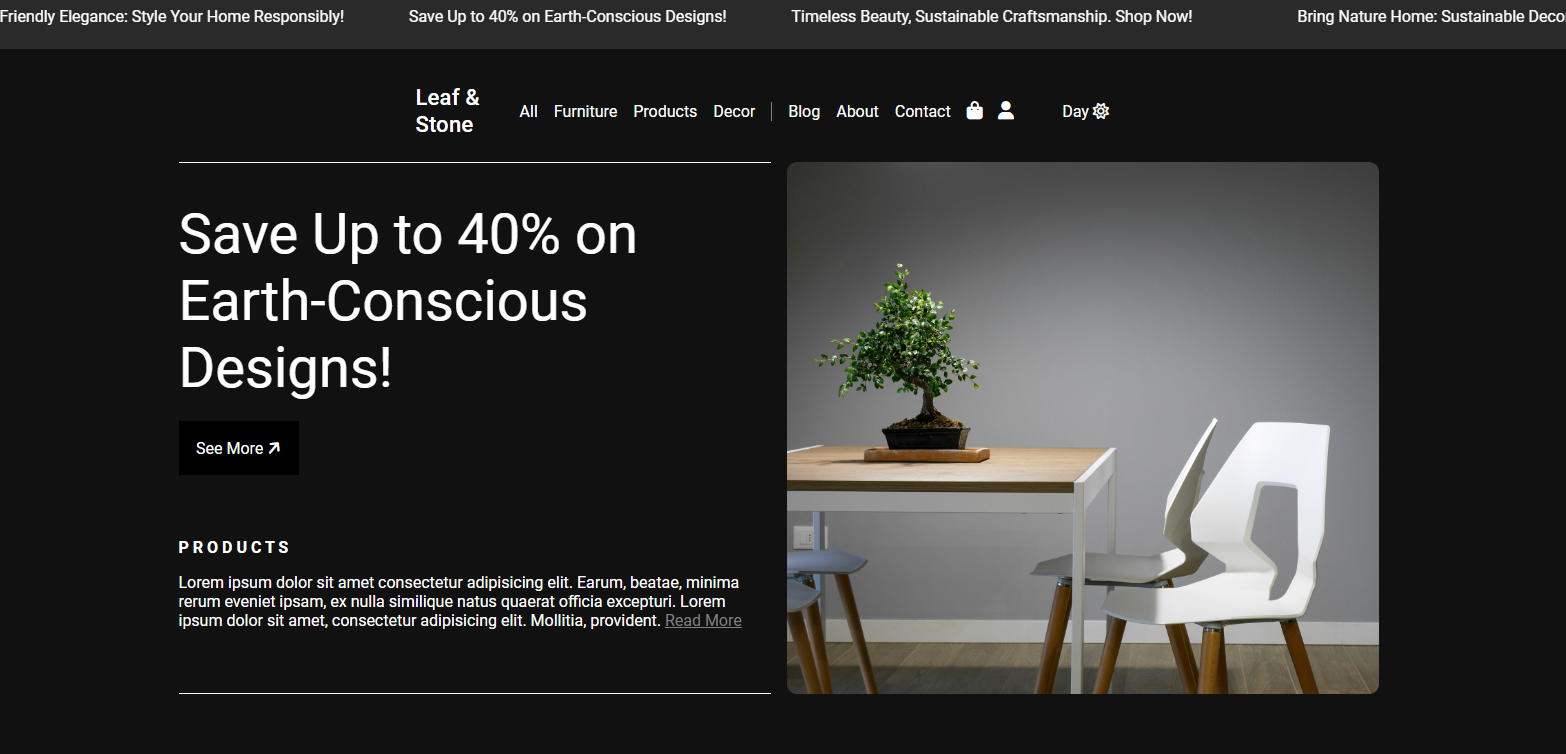 Friendly Elegance: Style Your Home Responsibly! Save Up to 40% on Earth-Conscious Designs! Timeless Beauty, Sustainable Craftsmanship. Shop Now! Bring Nature Home: Sustainable Deco
Leaf &
Stone
All Furniture Products Decor Blog About Contact Day
Save Up to 40% on
Earth-Conscious
Designs!
See More
PRODUCTS
Lorem ipsum dolor sit amet consectetur adipisicing elit. Earum, beatae, minima
rerum eveniet ipsam, ex nulla similique natus quaerat officia excepturi. Lorem
ipsum dolor sit amet, consectetur adipisicing elit. Mollitia, provident. Read More